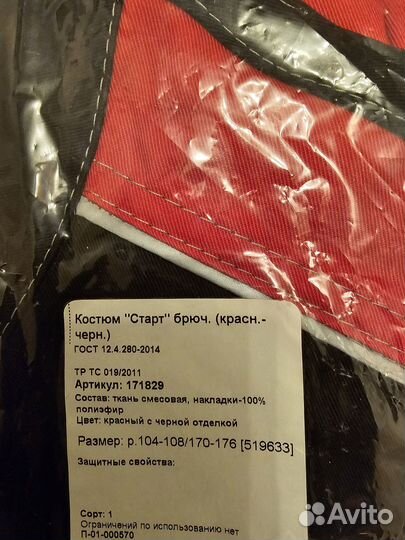 Костюм "Старт" брюч. (красн.-
черн.)
ГОСТ 12.4.280-2014
ТР ТС 019/2011
Артикул: 171829
Состав: ткань смесовая, накладки-100%
полиэфир
Цвет: красный с черной отделкой
Размер: р.104-108/170-176 [519633]
Защитные свойства:
Сорт: 1
Ограничений по использованию нет
П-01-000570
Avito